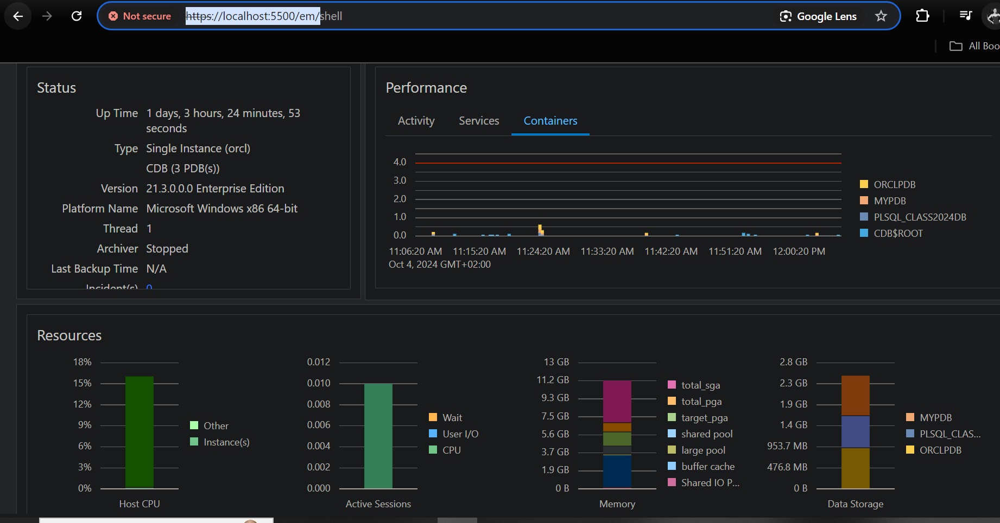 Not secure
https://localhost:5500/em/shell
Google Lens
All Boo
Status
Up Time 1 days, 3 hours, 24 minutes, 53
seconds
Type Single Instance (orcl)
CDB (3 PDB(s))
Version 21.3.0.0.0 Enterprise Edition
Platform Name Microsoft Windows x86 64-bit
Thread 1
Archiver Stopped
Last Backup Time N/A
Incident(s) 0
Performance
Activity Services Containers
4.0
3.0
2.0
1.0
0.0
11:06:20 AM 11:15:20 AM 11:24:20 AM 11:33:20 AM 11:42:20 AM 11:51:20 AM 12:00:20 PM
Oct 4, 2024 GMT+02:00
ORCLPDB
MYPDB
PLSQL_CLASS2024DB
CDB$ROOT
Resources
18%
15%
12%
9%
6%
3%
0%
Host CPU
Other
Instance(s)
0.012
0.010
0.008
0.006
0.004
0.002
0.000
Active Sessions
Wait
User I/O
CPU
13 GB
11.2 GB
9.3 GB
7.5 GB
5.6 GB
3.7 GB
1.9 GB
0 B
Memory
total_sga
total_pga
target_pga
shared pool
large pool
buffer cache
Shared IO P...
2.8 GB
2.3 GB
1.9 GB
1.4 GB
953.7 MB
476.8 MB
0 B
Data Storage
MYPDB
PLSQL_CLAS...
ORCLPDB